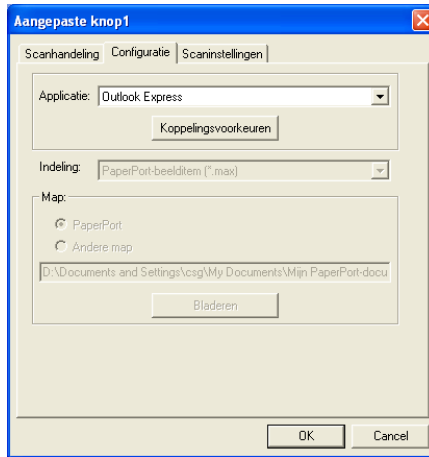 Aangepaste knop1
Scanhandeling Configuratie Scaninstellingen
Applicatie: Outlook Express
Koppelingsvoorkeuren
Indeling: PaperPort-beelditem (*.max)
Map:
PaperPort
Andere map
D:\Documents and Settings\csg\My Documents\Mijn PaperPort-docu
Bladeren
OK Cancel